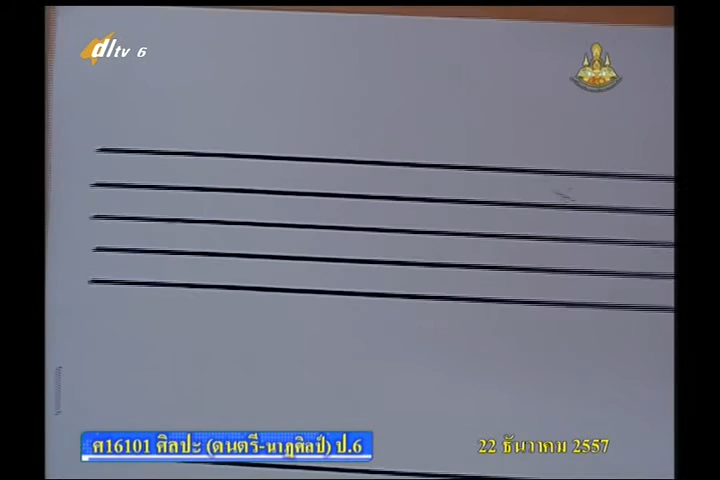 dltv 6
ศ16101 ศิลปะ (ดนตรี-นาฏศิลป์) ป.6
22 ธันวาคม 2557